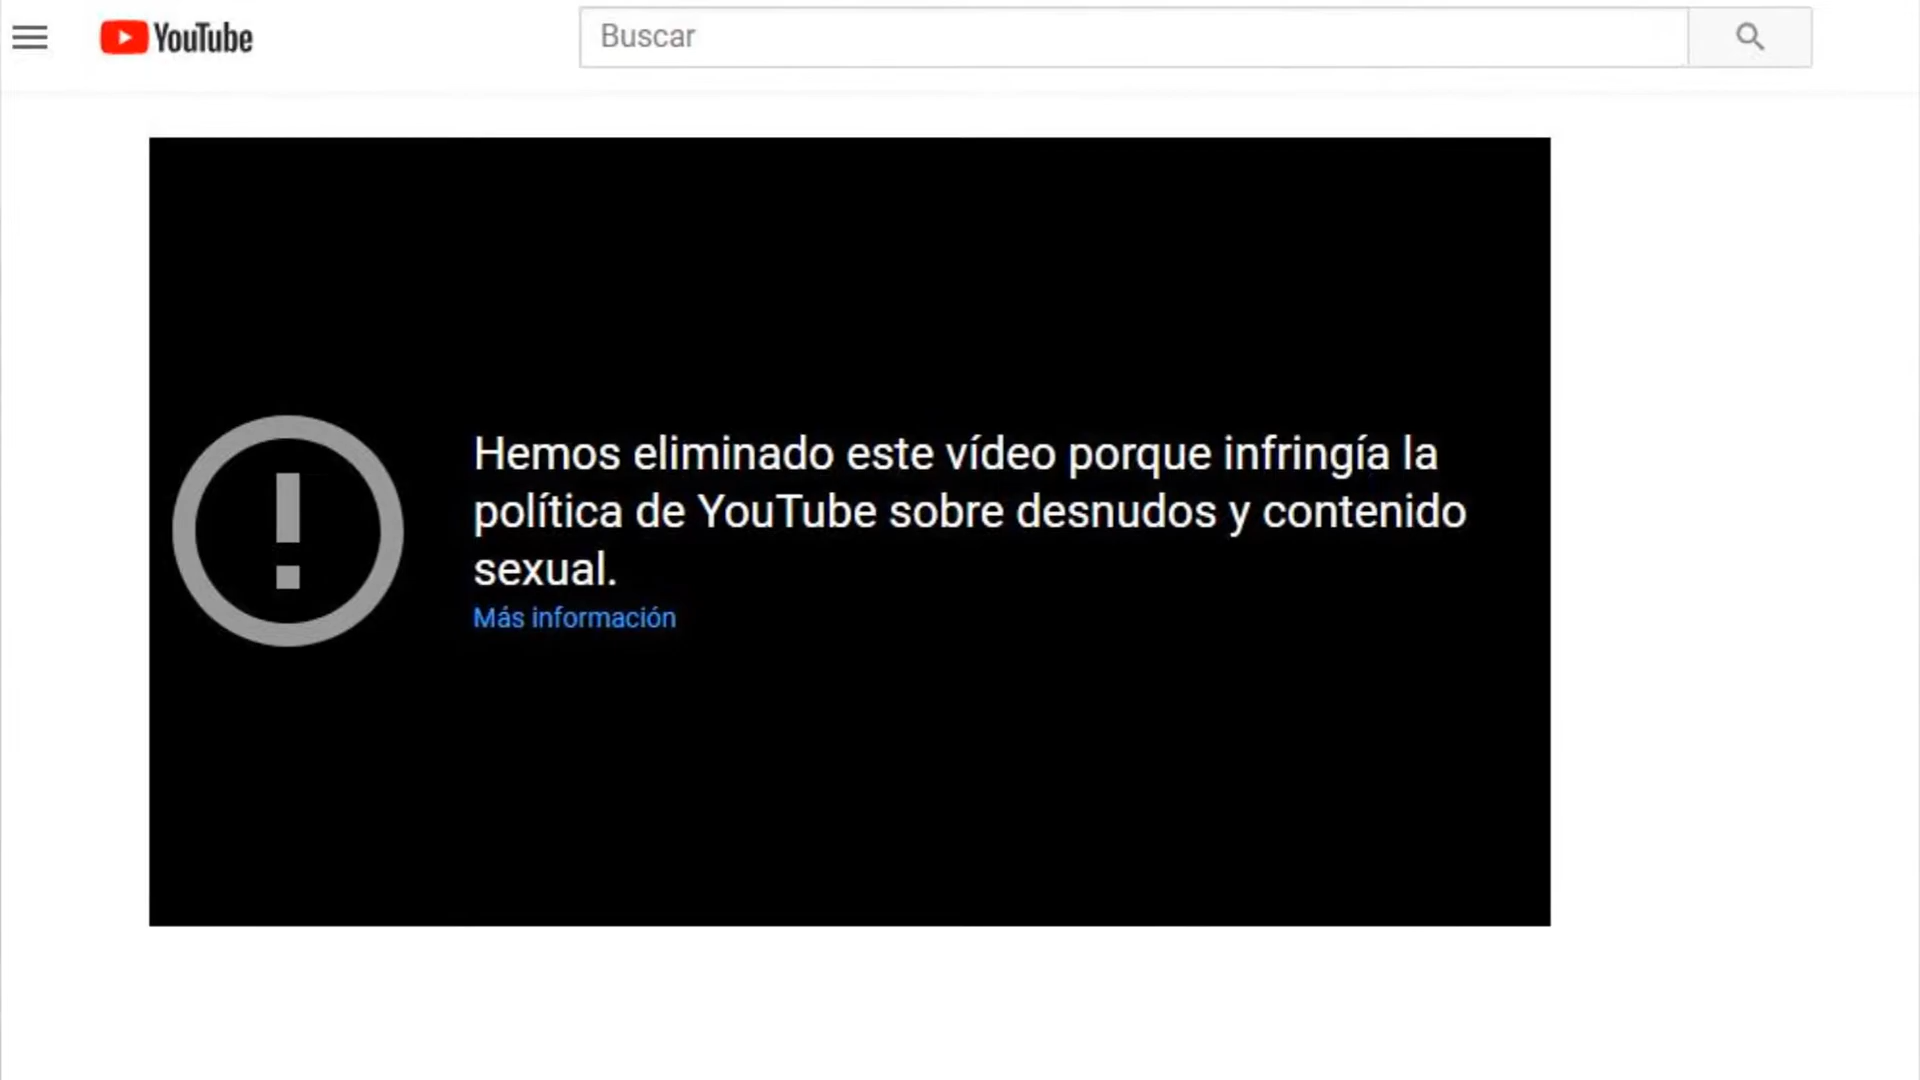 YouTube
Buscar
Hemos eliminado este vídeo porque infringía la
política de YouTube sobre desnudos y contenido
sexual.
Más información